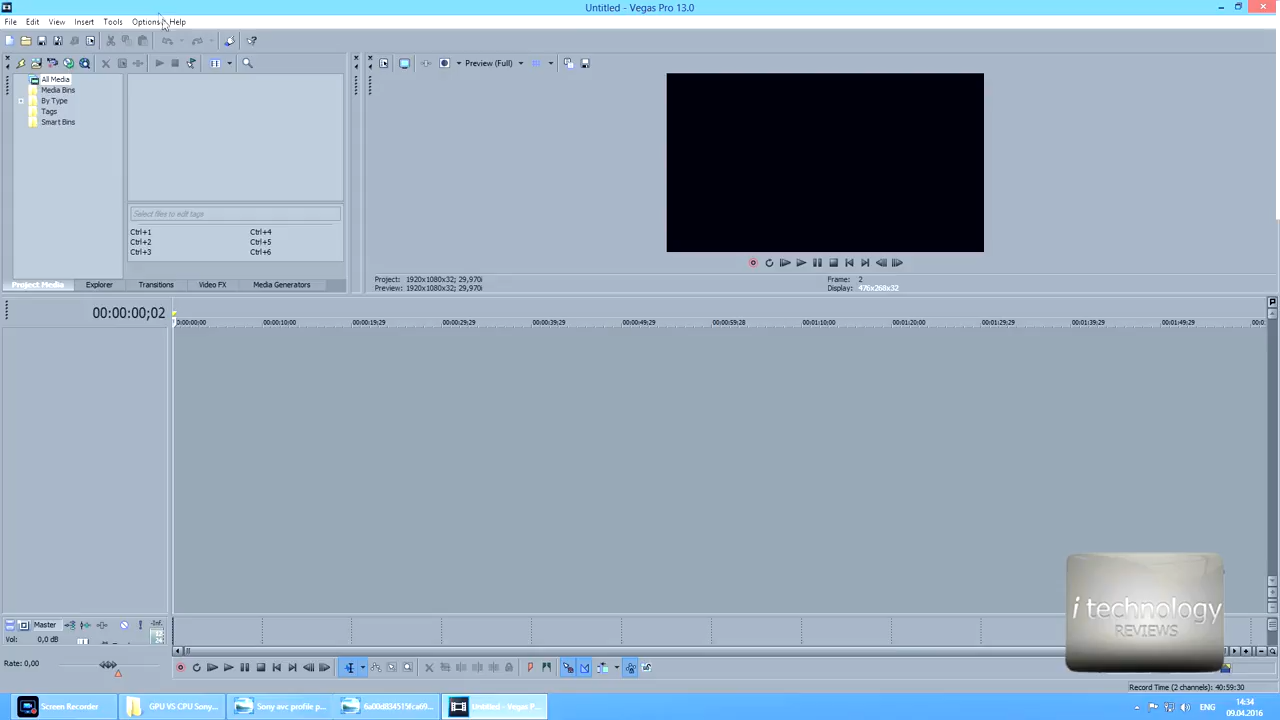 Untitled - Vegas Pro 13.0
File Edit View Insert Tools Options Help
All Media
Media Bins
By Type
Tags
Smart Bins
Select files to edit tags
Ctrl+1 Ctrl+4
Ctrl+2 Ctrl+5
Ctrl+3 Ctrl+6
Project Media Explorer Transitions Video FX Media Generators
Preview (Full)
Project: 1920x1080x32; 29,970i
Preview: 1920x1080x32; 29,970i
Frame: 2
Display: 476x268x32
00:00:00;02
00:00:00;00 00:00:10;00 00:00:19;29 00:00:29;29 00:00:39;29 00:00:49;29 00:00:59;28 00:01:10;00 00:01:20;00 00:01:29;29 00:01:39;29 00:01:49;29
Master
Vol: 0,0 dB
Rate: 0,00
i technology
REVIEWS
Record Time (2 channels): 40:59:30
Screen Recorder
GPU VS CPU Sony...
Sony avc profile p...
6a00d834515fca69...
Untitled - Vegas P...
ENG
14:34
09.04.2016